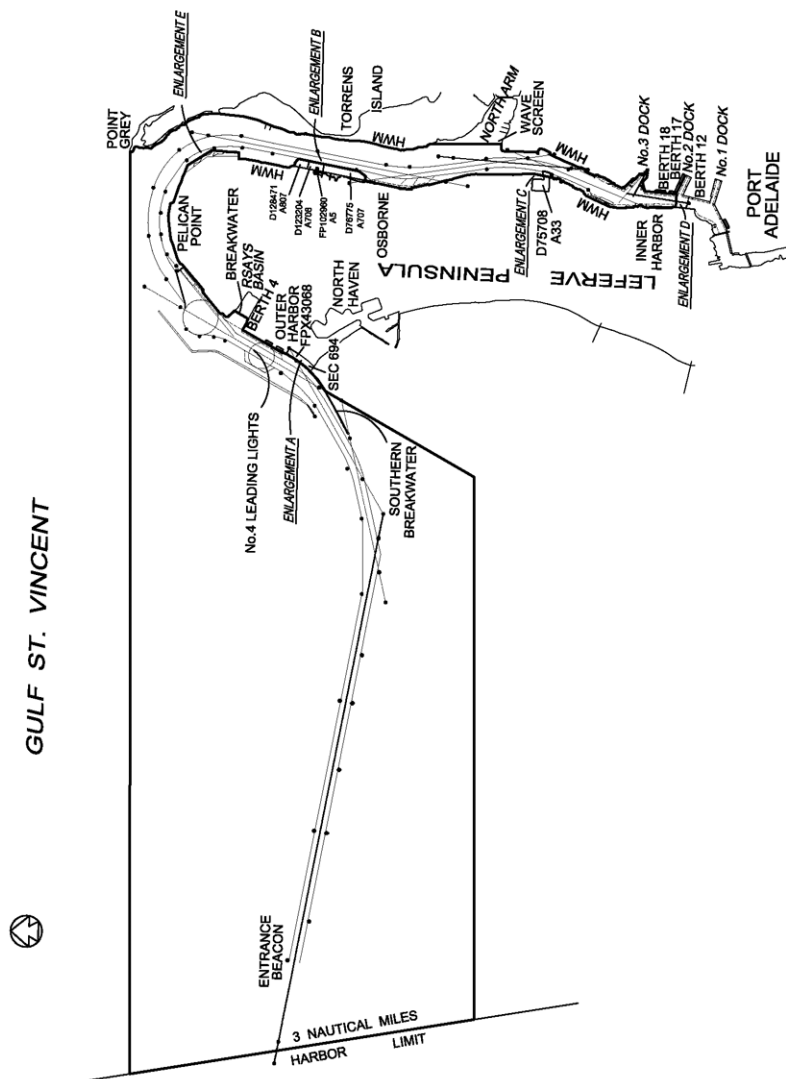 GULF ST. VINCENT
POINT
GREY
ENLARGEMENT E
ENLARGEMENT B
TORRENS
ISLAND
PELICAN
POINT
HWM
HWM
NORTH ARM
WAVE
SCREEN
D128471
A807
D123204
A708
FP102960
A5
D76775
A707
OSBORNE
BREAKWATER
RSAYS
BASIN
BERTH 4
OUTER
HARBOR
FPX43068
SEC 694
NORTH
HAVEN
LEFERVE PENINSULA
No.4 LEADING LIGHTS
ENLARGEMENT A
SOUTHERN
BREAKWATER
ENLARGEMENT C
D75708
A33
HWM
HWM
INNER
HARBOR
ENLARGEMENT D
No.3 DOCK
BERTH 18
BERTH 17
No.2 DOCK
BERTH 12
No.1 DOCK
PORT
ADELAIDE
ENTRANCE
BEACON
3 NAUTICAL MILES
HARBOR LIMIT